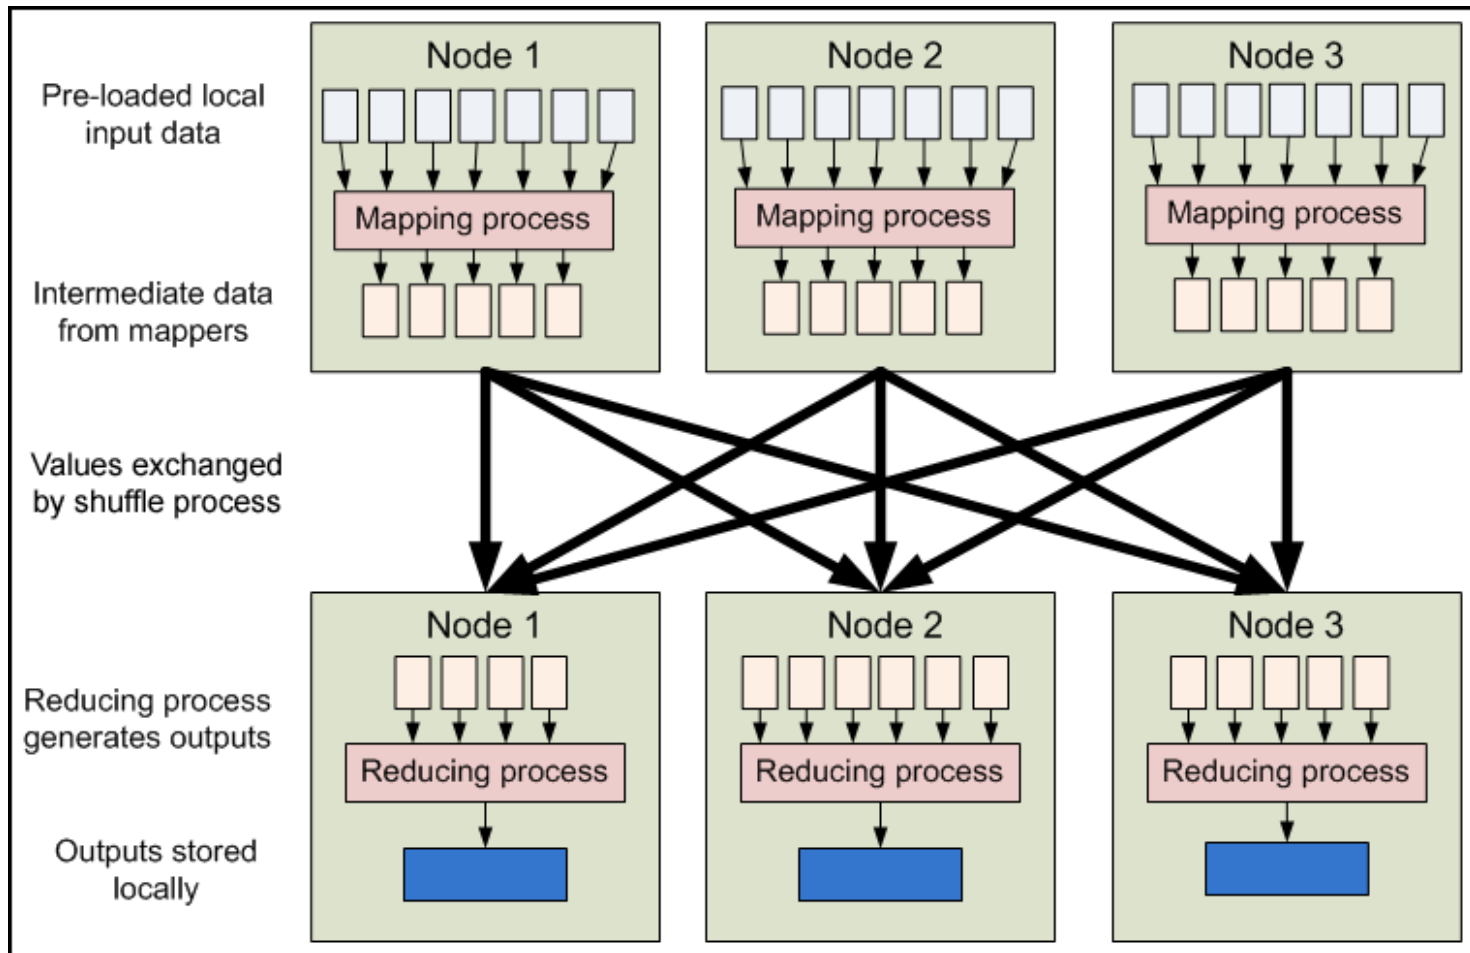 Node 1
Node 2
Node 3
Pre-loaded local
input data
Mapping process
Mapping process
Mapping process
Intermediate data
from mappers
Values exchanged
by shuffle process
Node 1
Node 2
Node 3
Reducing process
generates outputs
Reducing process
Reducing process
Reducing process
Outputs stored
locally